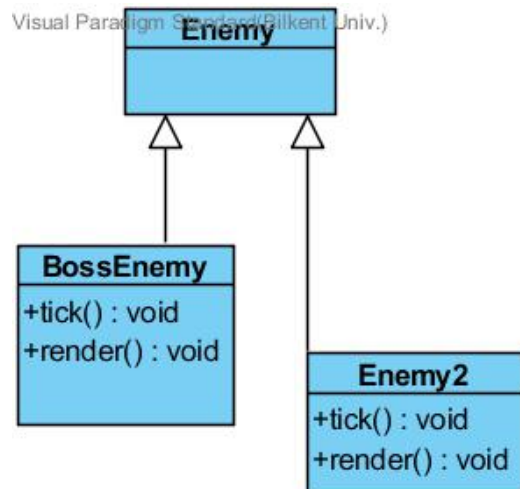 Visual Paradigm Standard(Bilkent Univ.)
Enemy
BossEnemy
+tick() : void
+render() : void
Enemy2
+tick() : void
+render() : void